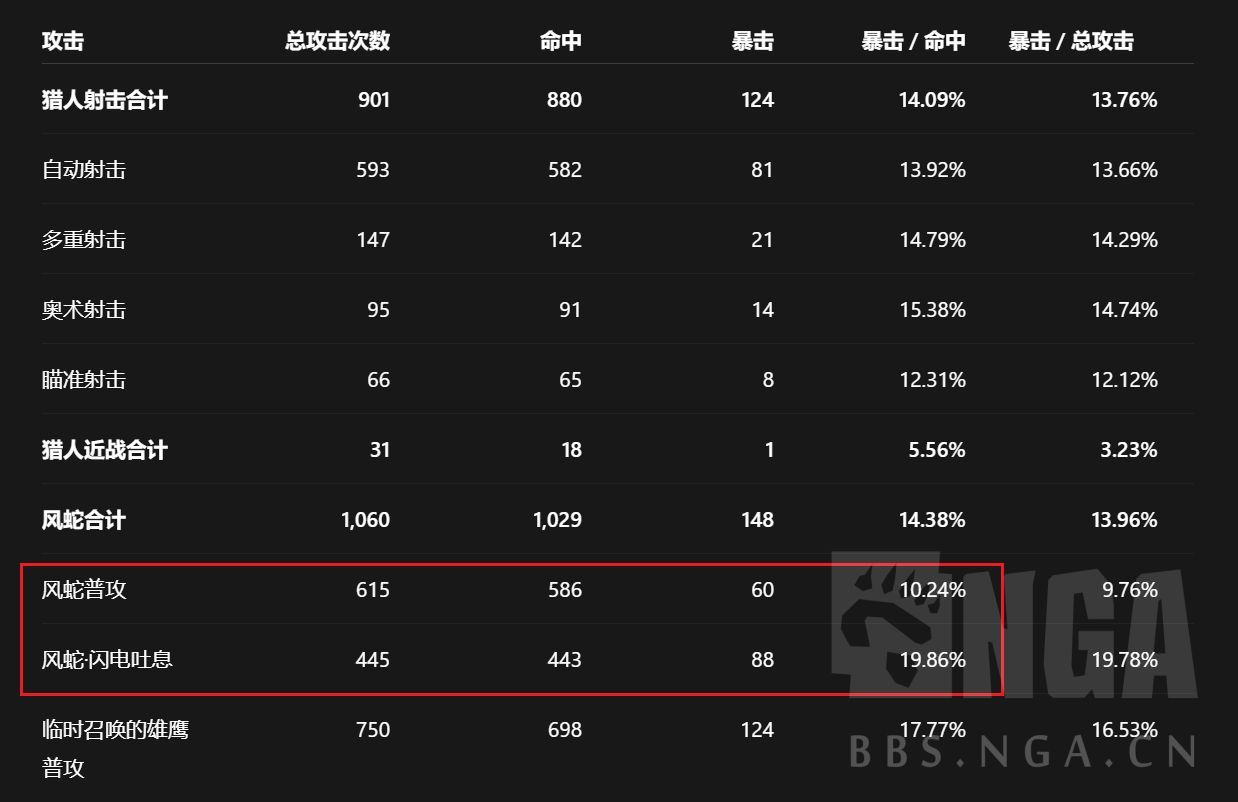 攻击 总攻击次数 命中 暴击 暴击 / 命中 暴击 / 总攻击
猎人射击合计 901 880 124 14.09% 13.76%
自动射击 593 582 81 13.92% 13.66%
多重射击 147 142 21 14.79% 14.29%
奥术射击 95 91 14 15.38% 14.74%
瞄准射击 66 65 8 12.31% 12.12%
猎人近战合计 31 18 1 5.56% 3.23%
风蛇合计 1,060 1,029 148 14.38% 13.96%
风蛇普攻 615 586 60 10.24% 9.76%
风蛇·闪电吐息 445 443 88 19.86% 19.78%
临时召唤的雄鹰 750 698 124 17.77% 16.53%
普攻
NGA
BBS.NGA.CN